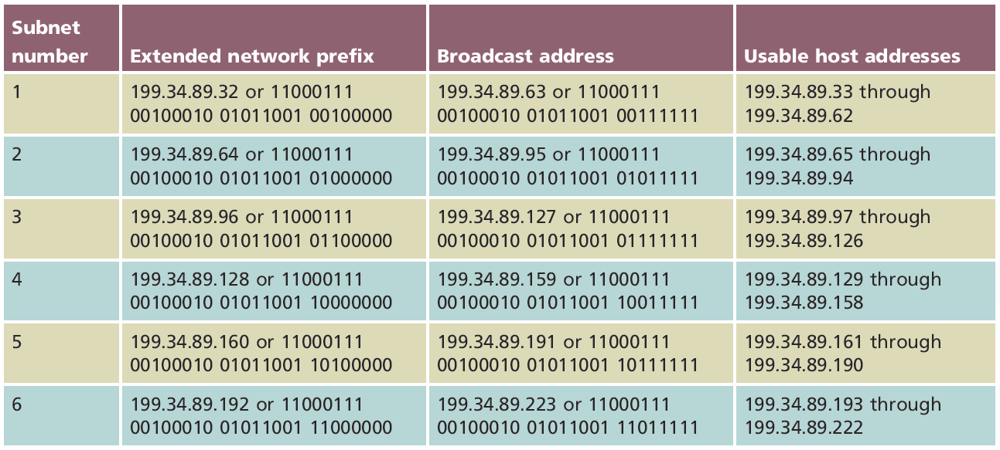 Subnet
number
Extended network prefix
Broadcast address
Usable host addresses
1
199.34.89.32 or 11000111
00100010 01011001 00100000
199.34.89.63 or 11000111
00100010 01011001 00111111
199.34.89.33 through
199.34.89.62
2
199.34.89.64 or 11000111
00100010 01011001 01000000
199.34.89.95 or 11000111
00100010 01011001 01011111
199.34.89.65 through
199.34.89.94
3
199.34.89.96 or 11000111
00100010 01011001 01100000
199.34.89.127 or 11000111
00100010 01011001 01111111
199.34.89.97 through
199.34.89.126
4
199.34.89.128 or 11000111
00100010 01011001 10000000
199.34.89.159 or 11000111
00100010 01011001 10011111
199.34.89.129 through
199.34.89.158
5
199.34.89.160 or 11000111
00100010 01011001 10100000
199.34.89.191 or 11000111
00100010 01011001 10111111
199.34.89.161 through
199.34.89.190
6
199.34.89.192 or 11000111
00100010 01011001 11000000
199.34.89.223 or 11000111
00100010 01011001 11011111
199.34.89.193 through
199.34.89.222